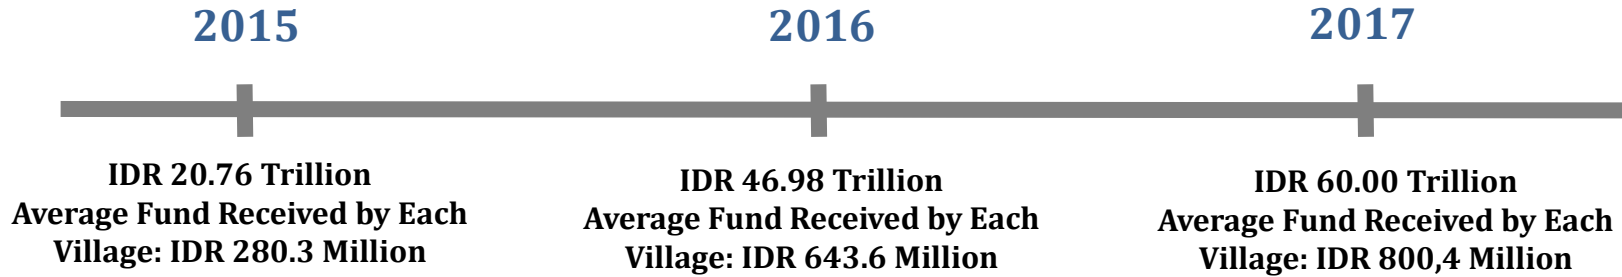 2015
2016
2017
IDR 20.76 Trillion
Average Fund Received by Each
Village: IDR 280.3 Million
IDR 46.98 Trillion
Average Fund Received by Each
Village: IDR 643.6 Million
IDR 60.00 Trillion
Average Fund Received by Each
Village: IDR 800,4 Million